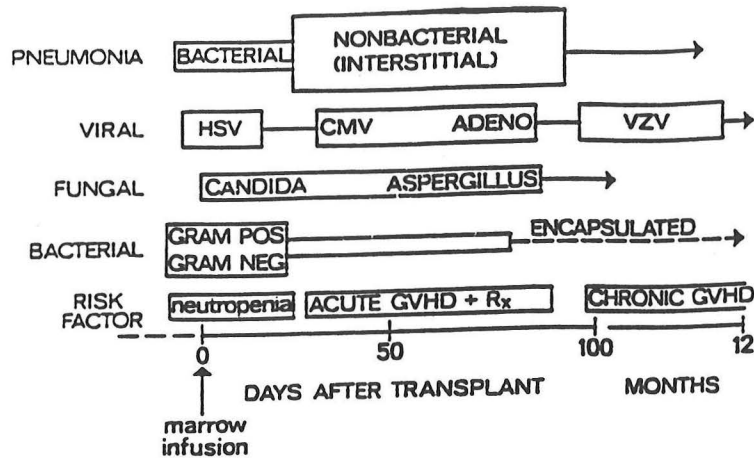 PNEUMONIA BACTERIAL NONBACTERIAL
(INTERSTITIAL)
VIRAL HSV CMV ADENO VZV
FUNGAL CANDIDA ASPERGILLUS
BACTERIAL GRAM POS ENCAPSULATED
GRAM NEG
RISK FACTOR neutropenia ACUTE GVHD + Rx CHRONIC GVHD
0 50 100 12
DAYS AFTER TRANSPLANT MONTHS
marrow
infusion